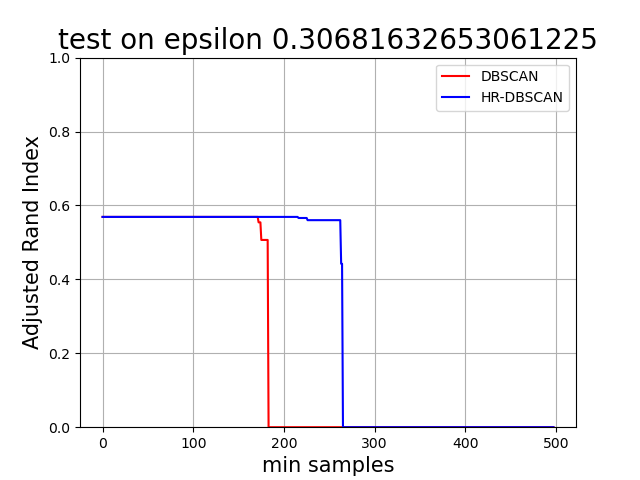 test on epsilon 0.30681632653061225
DBSCAN
HR-DBSCAN
Adjusted Rand Index
1.0
0.8
0.6
0.4
0.2
0.0
0 100 200 300 400 500
min samples